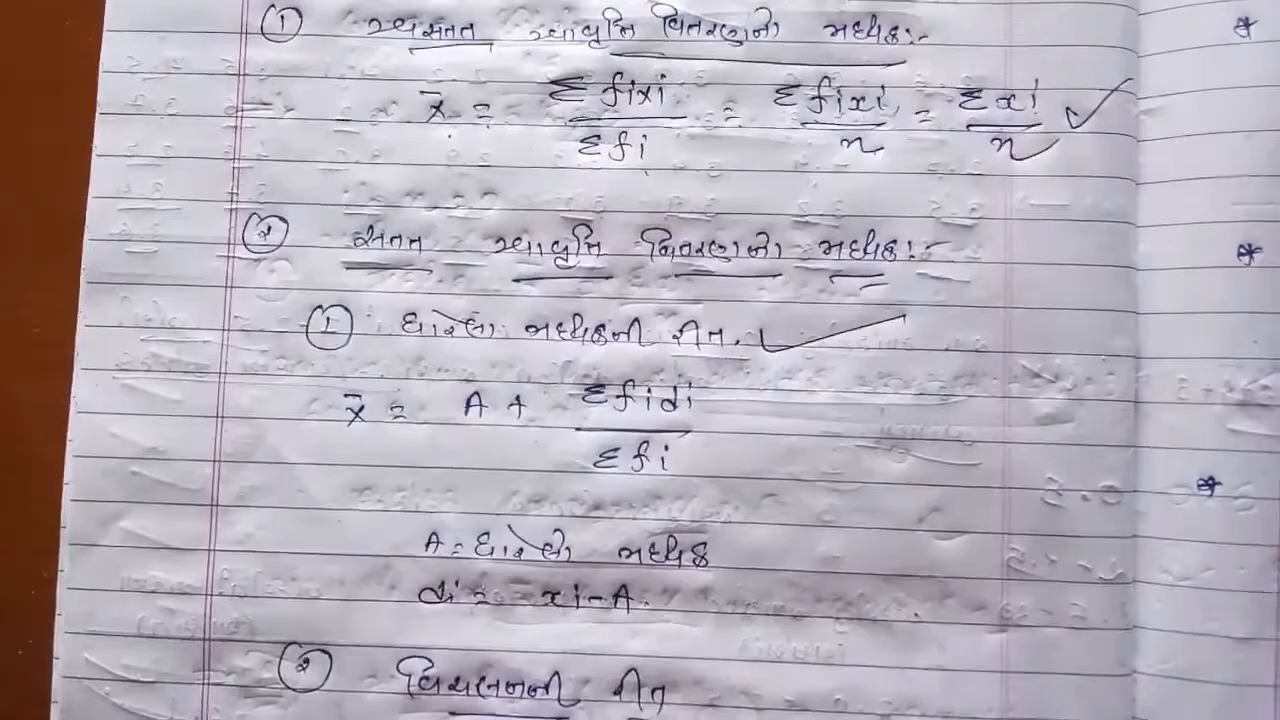 ① અસતત આવૃત્તિ વિતરણનો મધ્યક:-
x̄ = Σfixi / Σfi = Σfixi / n = Σxi / n ✓
② સતત આવૃત્તિ વિતરણનો મધ્યક:-
① ધારેલા મધ્યકની રીત. ✓
x̄ = A + Σfidi / Σfi
A = ધારેલો મધ્યક
di = xi - A.
② વિચલનની રીત